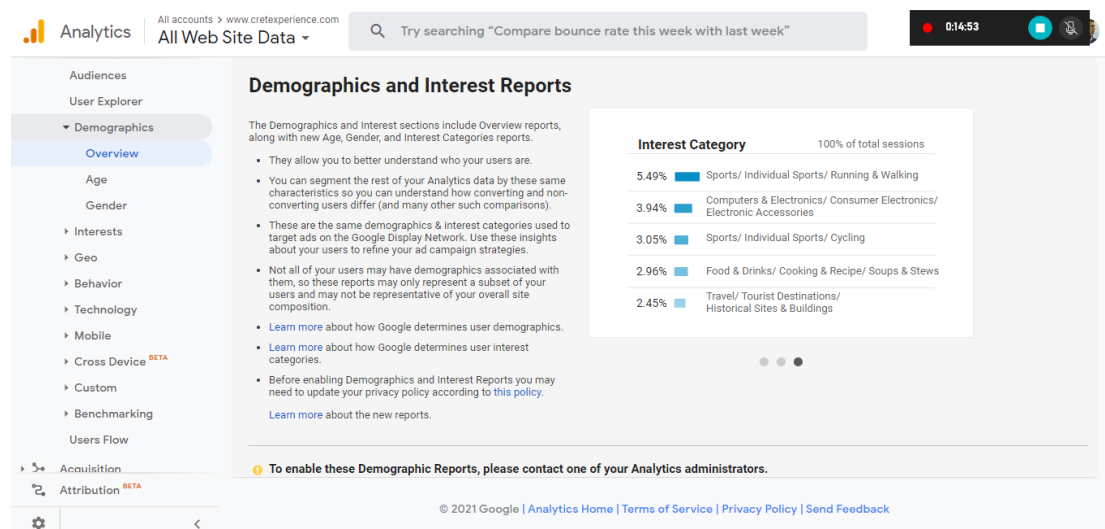 Analytics
All accounts > www.cretexperience.com
All Web Site Data
Try searching “Compare bounce rate this week with last week”
0:14:53
Audiences
User Explorer
Demographics
Overview
Age
Gender
Interests
Geo
Behavior
Technology
Mobile
Cross Device BETA
Custom
Benchmarking
Users Flow
Acquisition
Attribution BETA
Demographics and Interest Reports
The Demographics and Interest sections include Overview reports,
along with new Age, Gender, and Interest Categories reports.
They allow you to better understand who your users are.
You can segment the rest of your Analytics data by these same
characteristics so you can understand how converting and non-
converting users differ (and many other such comparisons).
These are the same demographics & interest categories used to
target ads on the Google Display Network. Use these insights
about your users to refine your ad campaign strategies.
Not all of your users may have demographics associated with
them, so these reports may only represent a subset of your
users and may not be representative of your overall site
composition.
Learn more about how Google determines user demographics.
Learn more about how Google determines user interest
categories.
Before enabling Demographics and Interest Reports you may
need to update your privacy policy according to this policy.
Learn more about the new reports.
Interest Category 100% of total sessions
5.49% Sports/ Individual Sports/ Running & Walking
3.94% Computers & Electronics/ Consumer Electronics/
Electronic Accessories
3.05% Sports/ Individual Sports/ Cycling
2.96% Food & Drinks/ Cooking & Recipe/ Soups & Stews
2.45% Travel/ Tourist Destinations/
Historical Sites & Buildings
To enable these Demographic Reports, please contact one of your Analytics administrators.
© 2021 Google | Analytics Home | Terms of Service | Privacy Policy | Send Feedback